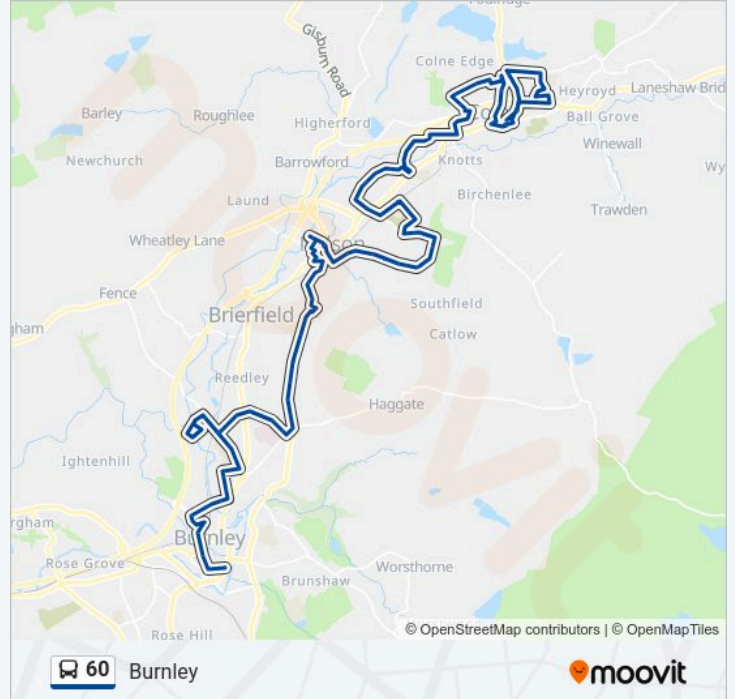 Gisburn Road
Colne Edge
Heyroyd
Laneshaw Brid
Barley
Roughlee
Higherford
Ball Grove
Winewall
Newchurch
Barrowford
Knotts
Wy
Birchenlee
Laund
Trawden
Wheatley Lane
Fence
Southfield
gham
Brierfield
Catlow
Reedley
Haggate
Ightenhill
rgham
Burnley
Rose Grove
Brunshaw
Worsthorne
© OpenStreetMap contributors | © OpenMapTiles
Rose Hill
60 Burnley
moovit